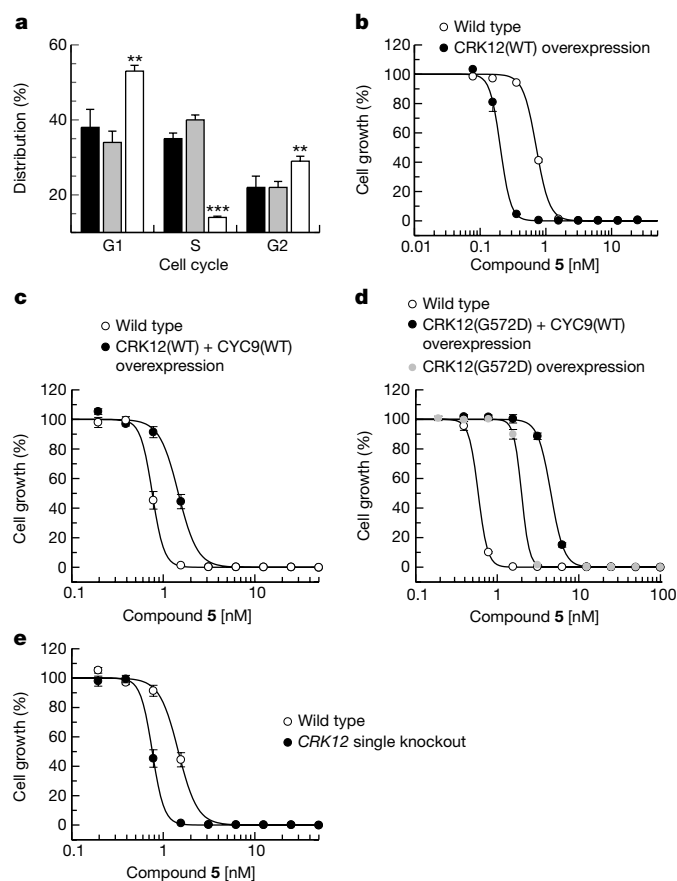 a
60
40
20
Distribution (%)
**
***
**
G1
S
G2
Cell cycle
b
Wild type
CRK12(WT) overexpression
120
100
80
60
40
20
0
Cell growth (%)
0.01
0.1
1
10
Compound 5 [nM]
c
Wild type
CRK12(WT) + CYC9(WT)
overexpression
120
100
80
60
40
20
0
Cell growth (%)
0.1
1
10
Compound 5 [nM]
d
Wild type
CRK12(G572D) + CYC9(WT)
overexpression
CRK12(G572D) overexpression
120
100
80
60
40
20
0
Cell growth (%)
0.1
1
10
100
Compound 5 [nM]
e
120
100
80
60
40
20
0
Cell growth (%)
Wild type
CRK12 single knockout
0.1
1
10
Compound 5 [nM]